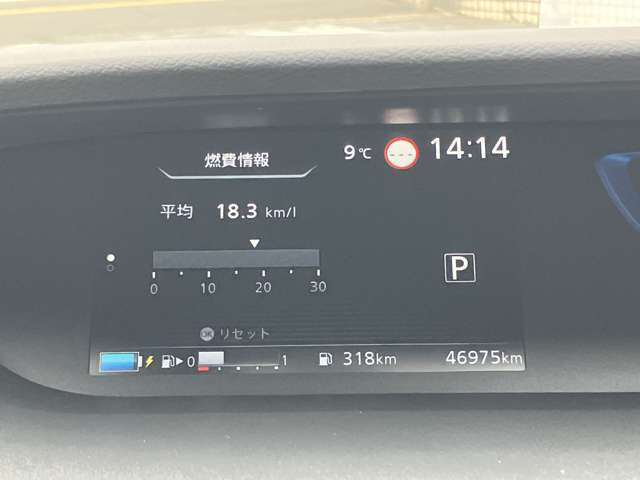 燃費情報 9℃ --- 14:14
平均 18.3 km/l
P
0 10 20 30
OK リセット
0 1 318km 46975km